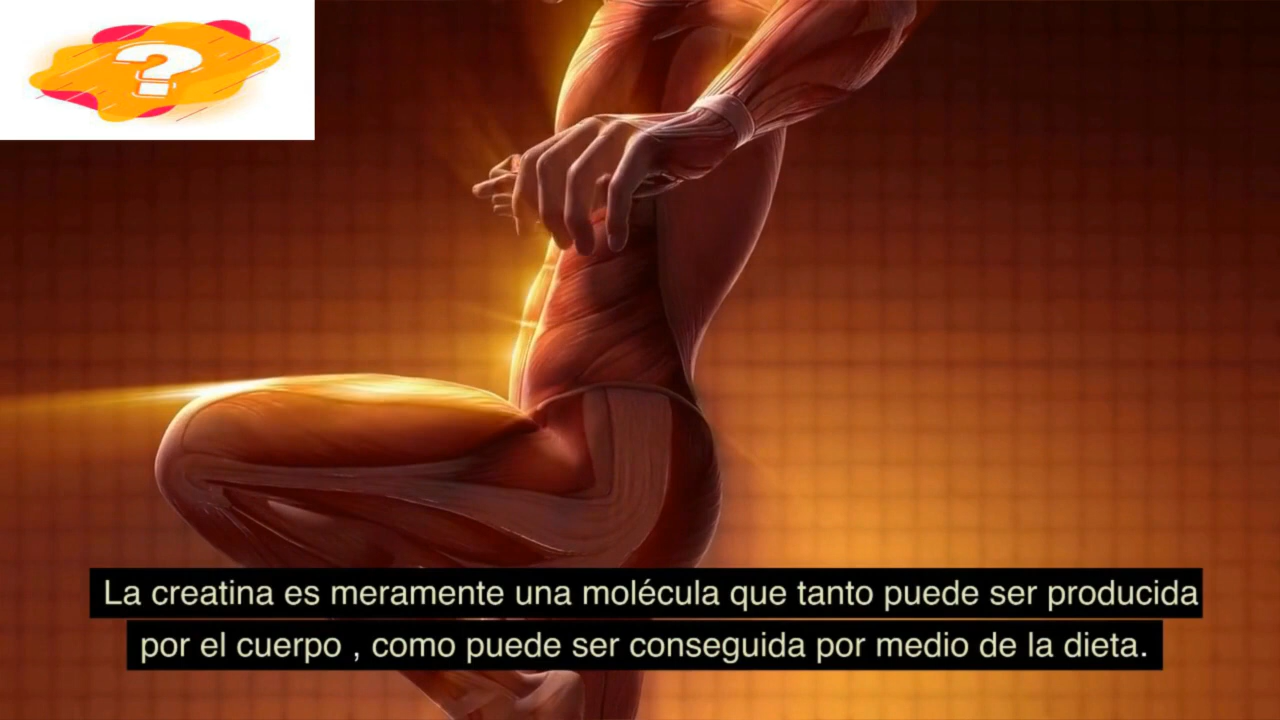 ?
La creatina es meramente una molécula que tanto puede ser producida
por el cuerpo , como puede ser conseguida por medio de la dieta.